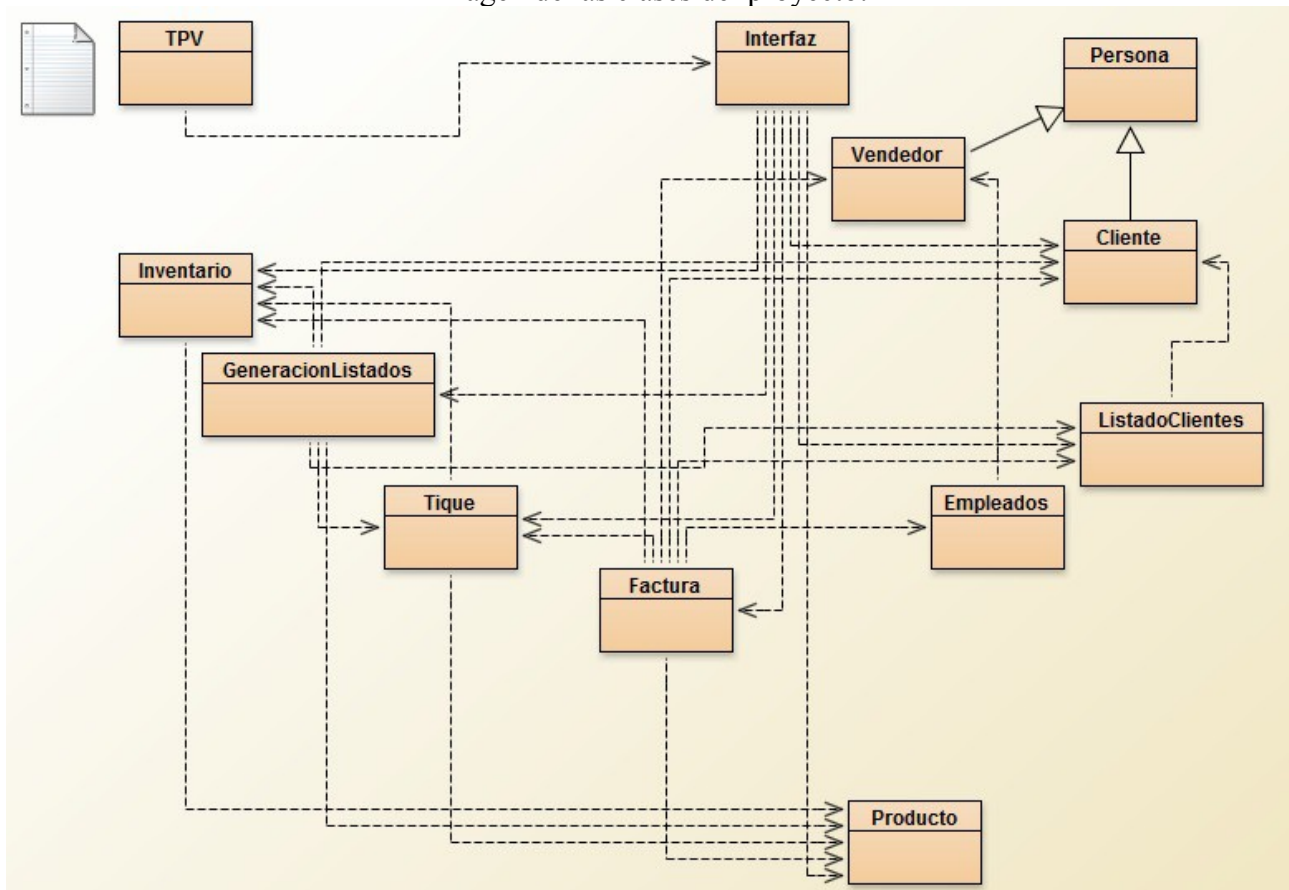 TPV
Interfaz
Persona
Vendedor
Cliente
Inventario
GeneracionListados
ListadoClientes
Tique
Empleados
Factura
Producto